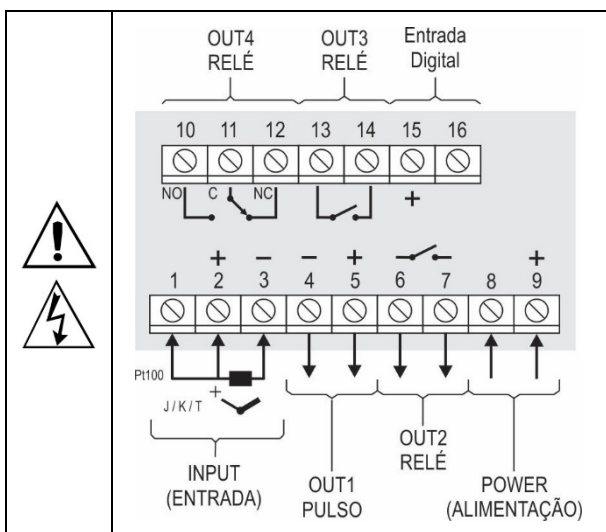 OUT4 OUT3 Entrada
RELÉ RELÉ Digital
10 11 12 13 14 15 16
NO C NC +
+ − − + +
1 2 3 4 5 6 7 8 9
Pt100
+
J / K / T
INPUT
(ENTRADA)
OUT1
PULSO
OUT2
RELÉ
POWER
(ALIMENTAÇÃO)